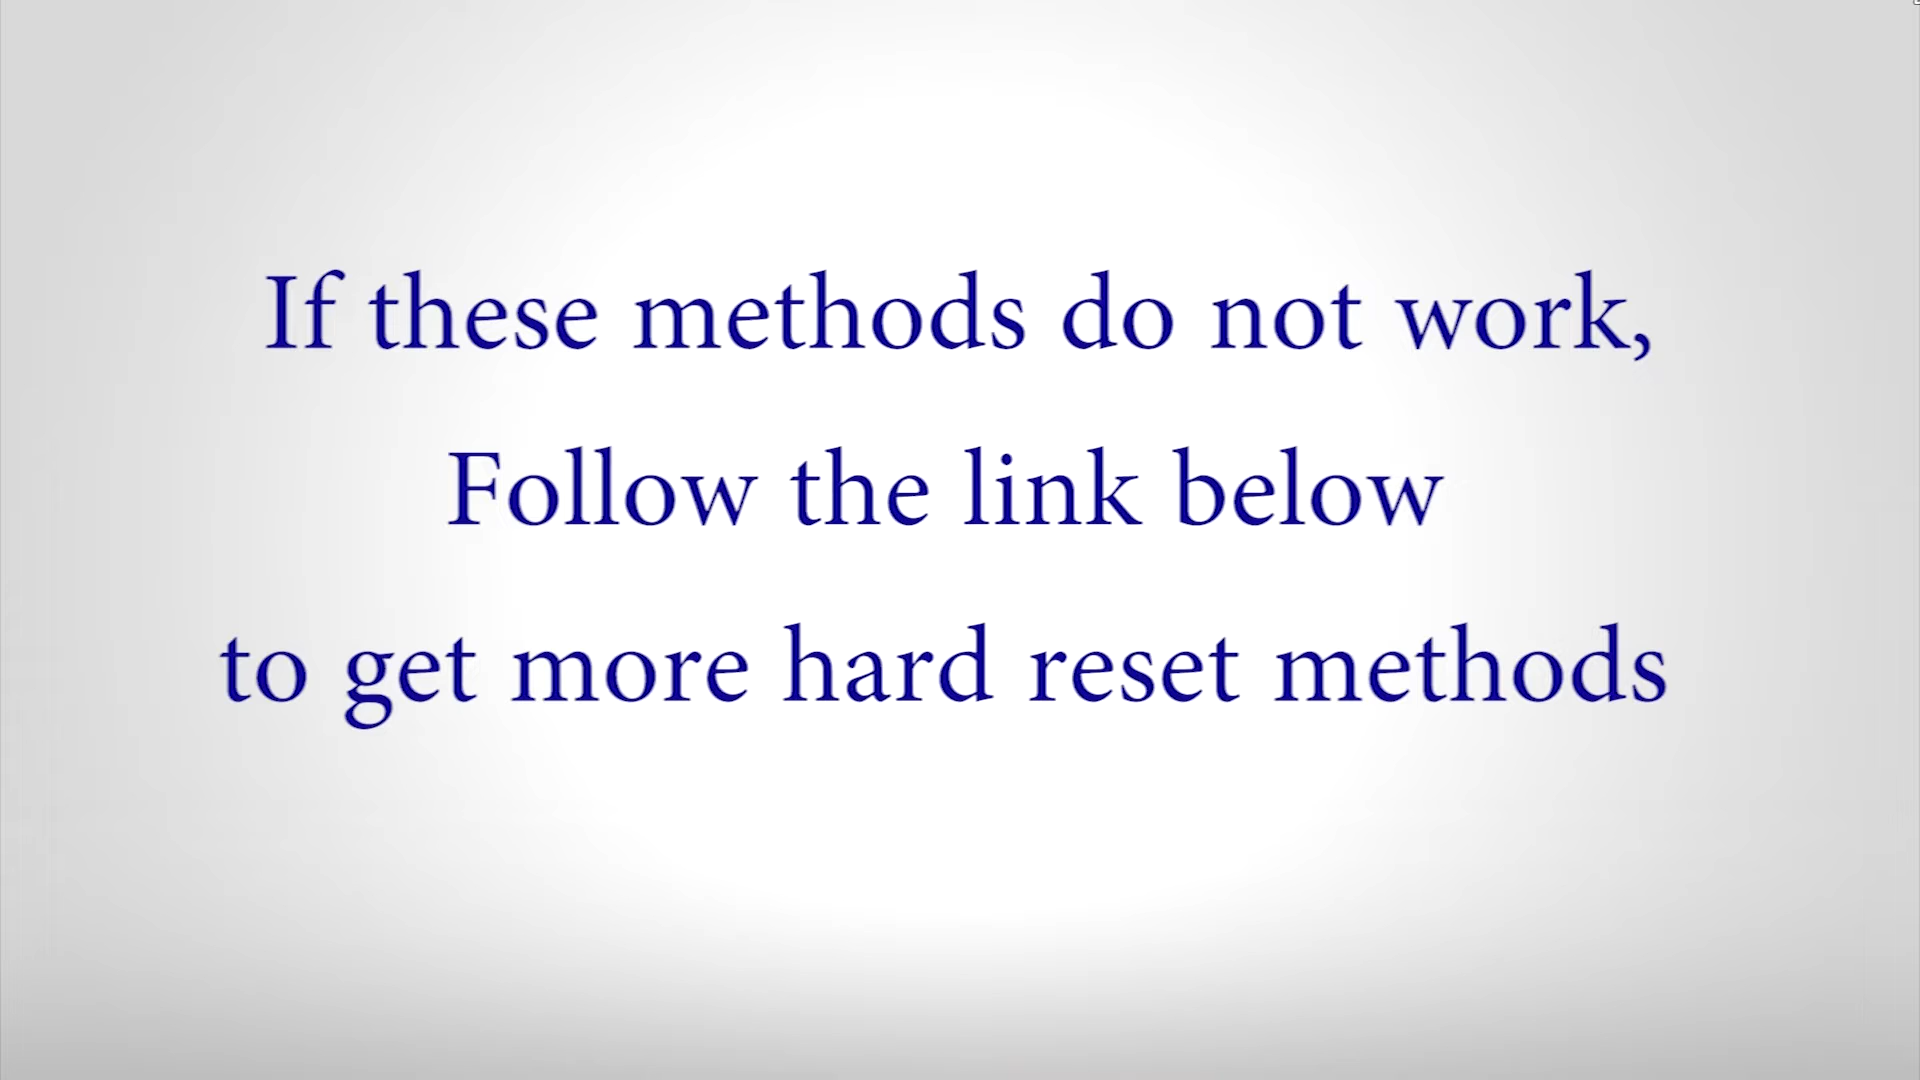 If these methods do not work,
Follow the link below
to get more hard reset methods